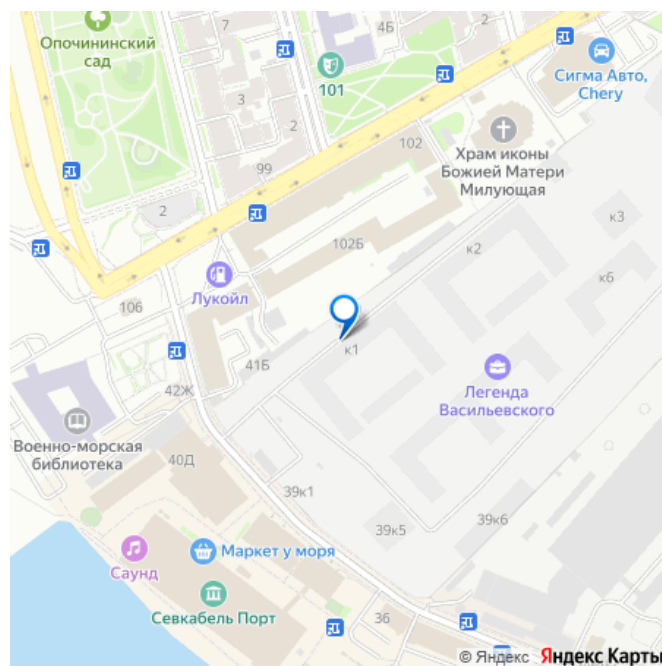 Опочининский
сад
7
4Б
101
3
2
99
102
Сигма Авто,
Chery
Храм иконы
Божией Матери
Милующая
2
к3
к2
102Б
к6
Лукойл
106
41Б
к1
42Ж
Легенда
Васильевского
Военно-морская
библиотека
40Д
39к1
39к5
39к6
Саунд
Маркет у моря
Севкабель Порт
36
© Яндекс Яндекс Карты